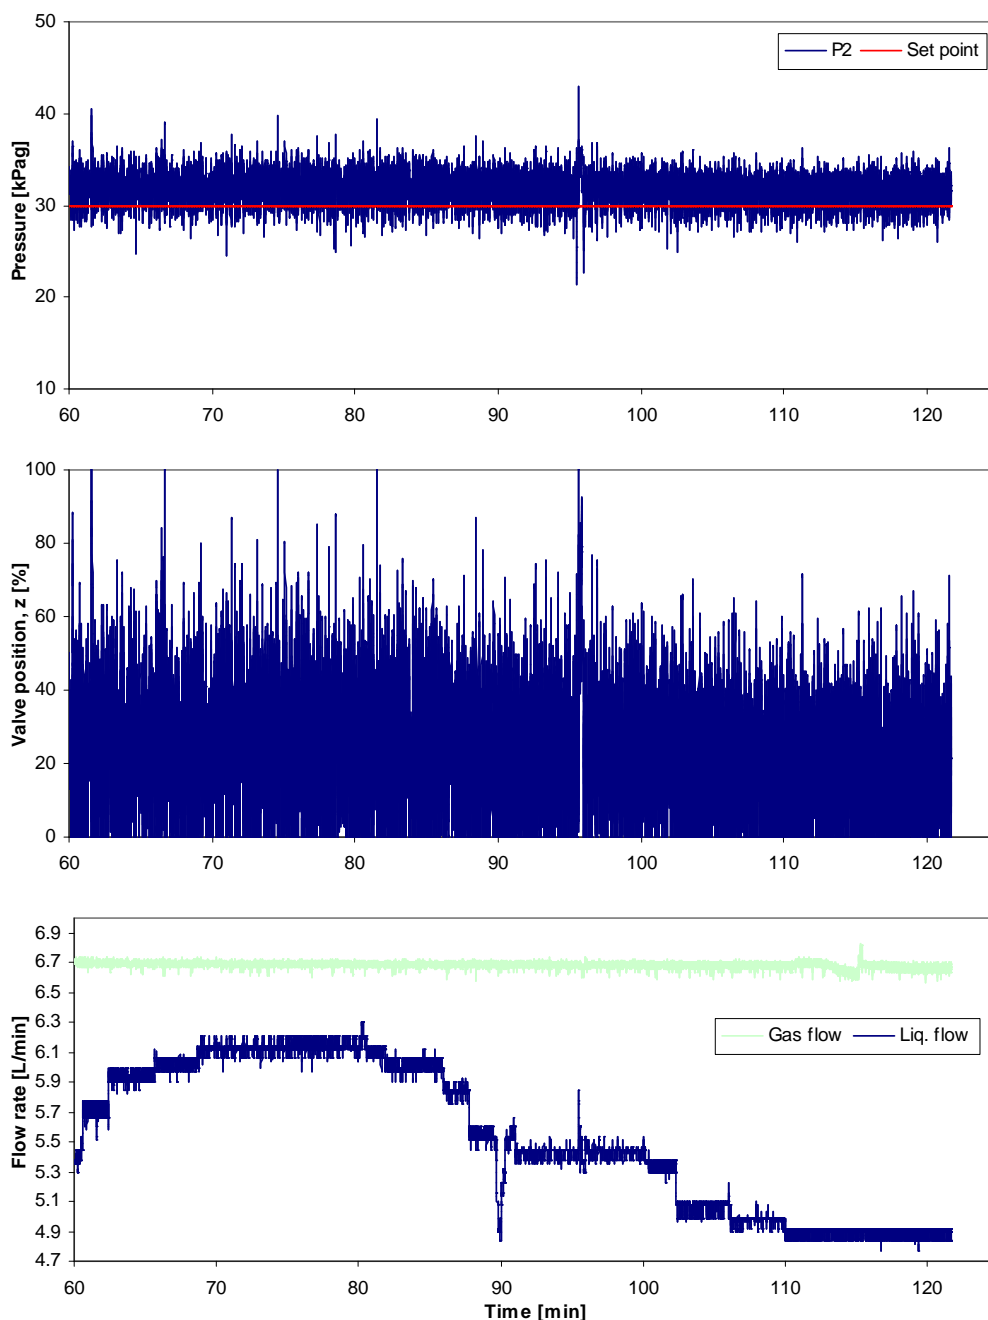 50
40
30
20
10
Pressure [kPag]
P2 Set point
60 70 80 90 100 110 120
100
80
60
40
20
0
Valve position, z [%]
60 70 80 90 100 110 120
6.9
6.7
6.5
6.3
6.1
5.9
5.7
5.5
5.3
5.1
4.9
4.7
Flow rate [L/min]
Gas flow Liq. flow
60 70 80 90 100 110 120
Time [min]